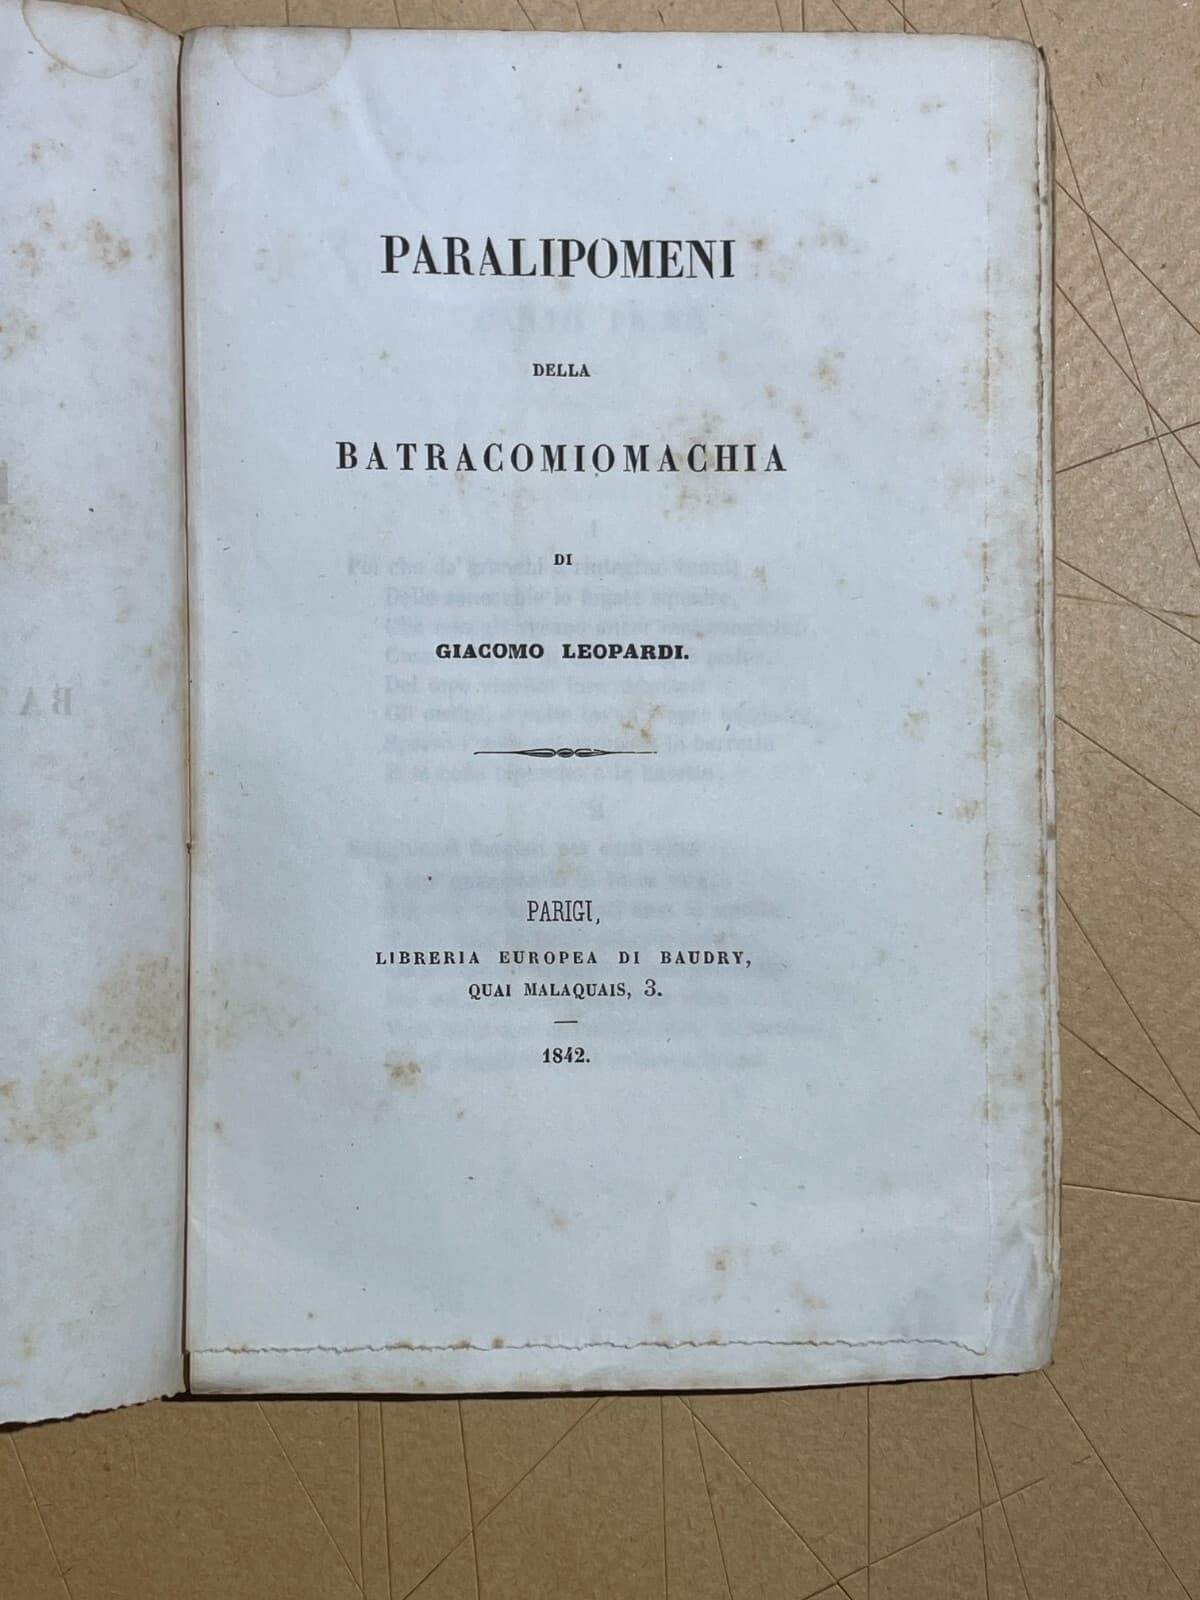 PARALIPOMENI
DELLA
BATRACOMIOMACHIA
DI
GIACOMO LEOPARDI.
PARIGI,
LIBRERIA EUROPEA DI BAUDRY,
QUAI MALAQUAIS, 3.
1842.